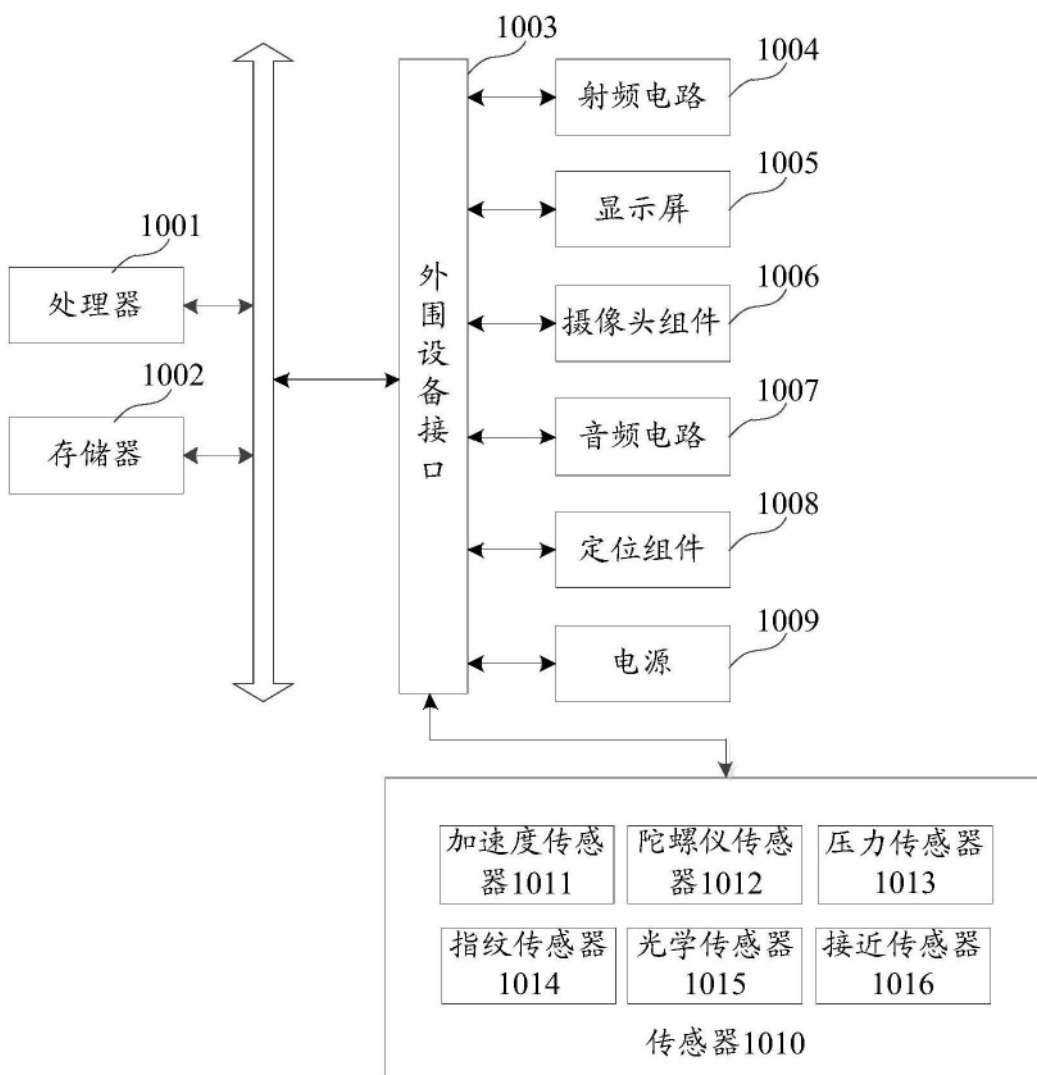 1003
1004
射频电路
1005
显示屏
1001
处理器
外围设备接口
1006
摄像头组件
1002
存储器
1007
音频电路
1008
定位组件
1009
电源
加速度传感
器1011
陀螺仪传感
器1012
压力传感器
1013
指纹传感器
1014
光学传感器
1015
接近传感器
1016
传感器1010